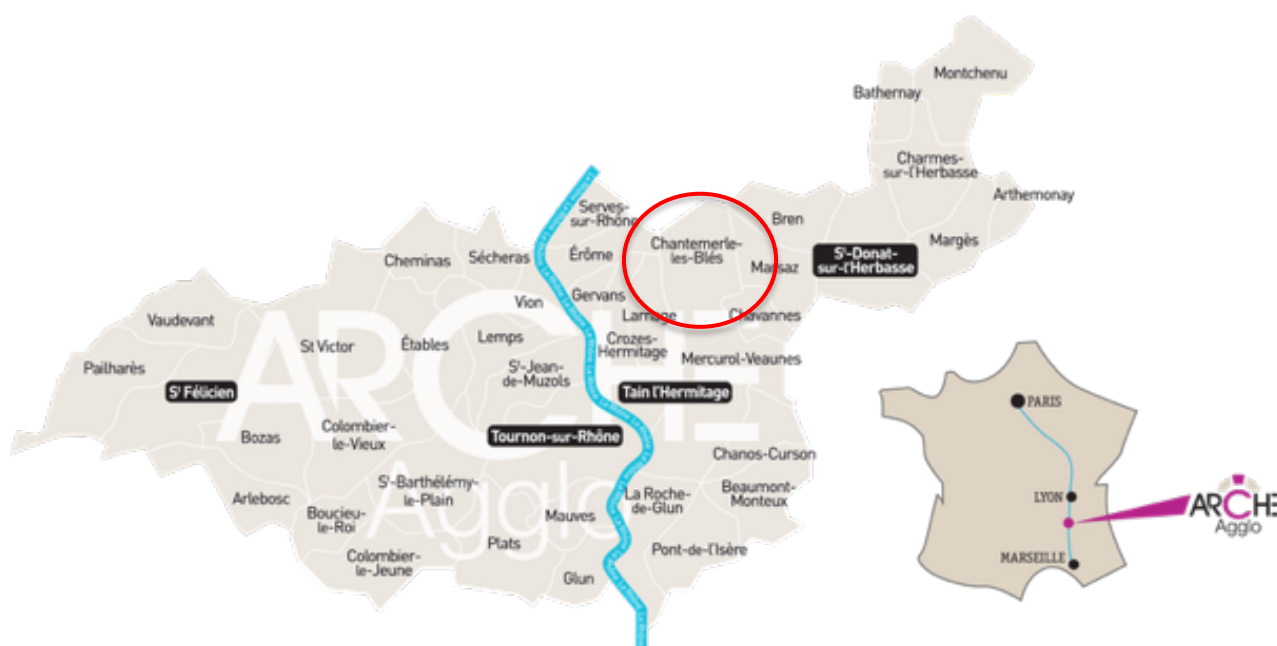 Montchenu
Bathernay
Charmes-
sur-l'Herbasse
Arthemonay
Margès
Bren
St-Donat-
sur-l'Herbasse
Marsaz
Chavannes
Serves-
sur-Rhône
Chantemerle-
les-Blés
Érôme
Gervans
Larnage
Crozes-
Hermitage
Mercurol-Veaunes
Tain l'Hermitage
Cheminas
Sécheras
Vion
Lemps
Étables
St Victor
Vaudevant
Pailharès
St Félicien
St-Jean-
de-Muzols
Tournon-sur-Rhône
Bozas
Colombier-
le-Vieux
Arlebosc
St-Barthélémy-
le-Plain
Boucieu-
le-Roi
Colombier-
le-Jeune
Plats
Mauves
Glun
La Roche-
de-Glun
Pont-de-l'Isère
Chanos-Curson
Beaumont-
Monteux
Le Rhône
ARCHE
Agglo
PARIS
LYON
MARSEILLE
ARCHE
Agglo